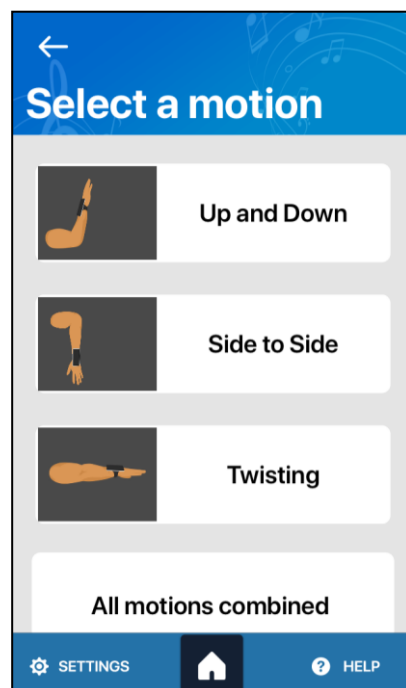 Select a motion
Up and Down
Side to Side
Twisting
All motions combined
SETTINGS
HELP